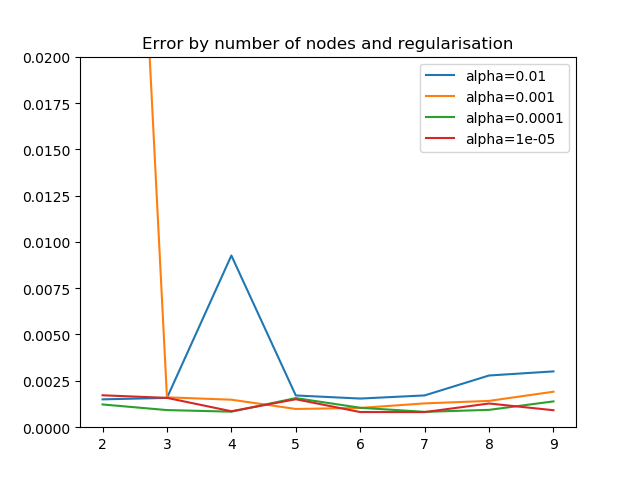 Error by number of nodes and regularisation
0.0200
0.0175
0.0150
0.0125
0.0100
0.0075
0.0050
0.0025
0.0000
alpha=0.01
alpha=0.001
alpha=0.0001
alpha=1e-05
2 3 4 5 6 7 8 9